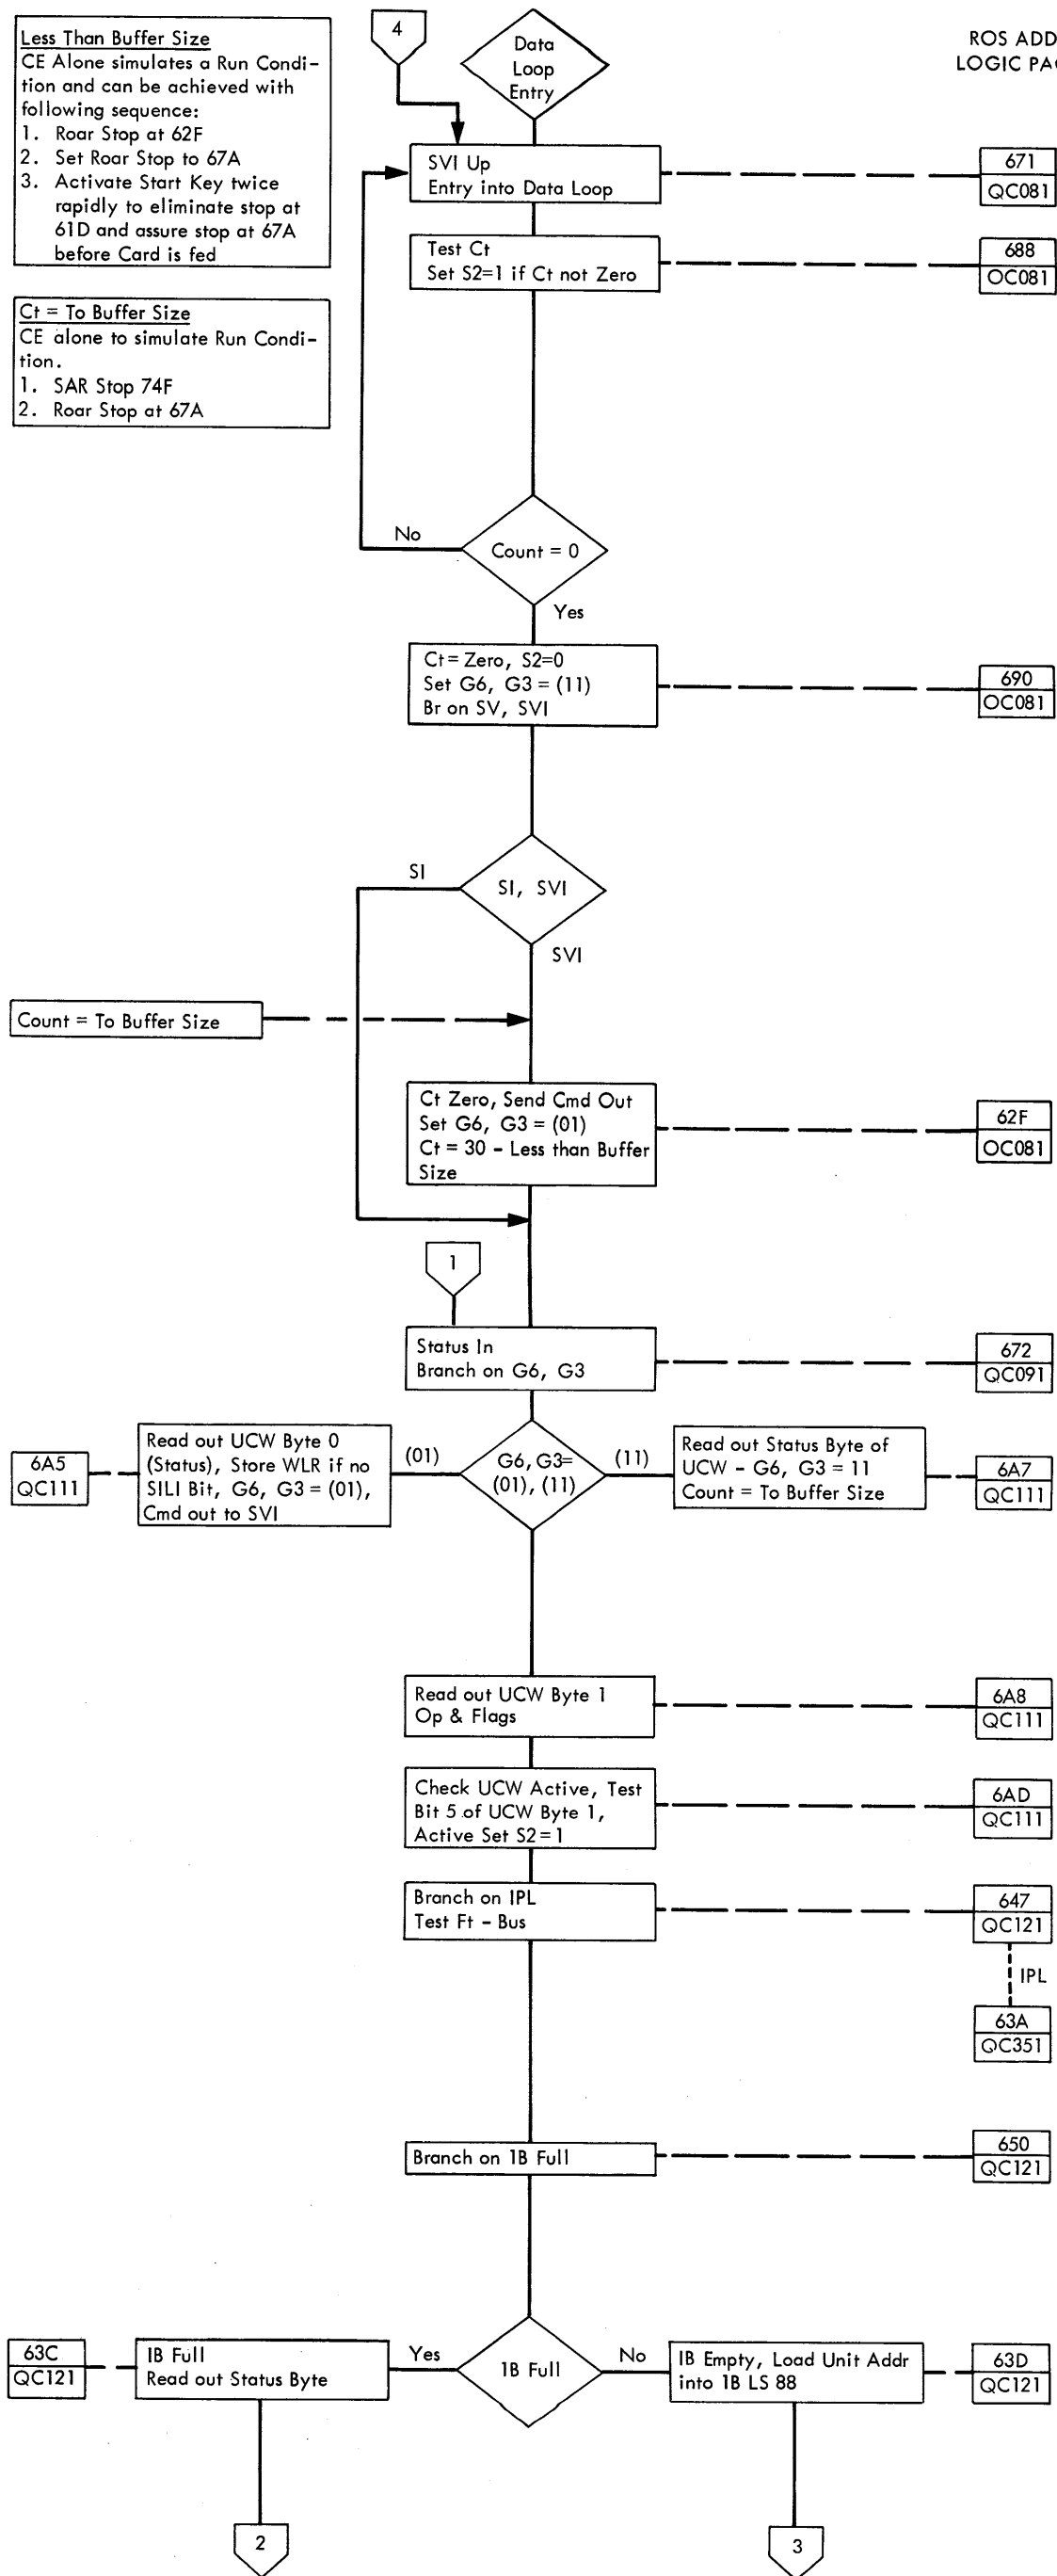 Less Than Buffer Size
CE Alone simulates a Run Condi-
tion and can be achieved with
following sequence:
1. Roar Stop at 62F
2. Set Roar Stop to 67A
3. Activate Start Key twice
rapidly to eliminate stop at
61D and assure stop at 67A
before Card is fed
Ct = To Buffer Size
CE alone to simulate Run Condi-
tion.
1. SAR Stop 74F
2. Roar Stop at 67A
4
Data
Loop
Entry
ROS ADD
LOGIC PAG
SVI Up
Entry into Data Loop
671
QC081
Test Ct
Set S2=1 if Ct not Zero
688
OC081
No
Count = 0
Yes
Ct = Zero, S2=0
Set G6, G3 = (11)
Br on SV, SVI
690
OC081
SI
SI, SVI
SVI
Count = To Buffer Size
Ct Zero, Send Cmd Out
Set G6, G3 = (01)
Ct = 30 - Less than Buffer
Size
62F
OC081
1
Status In
Branch on G6, G3
672
QC091
6A5
QC111
Read out UCW Byte 0
(Status), Store WLR if no
SILI Bit, G6, G3 = (01),
Cmd out to SVI
(01)
G6, G3=
(01), (11)
(11)
Read out Status Byte of
UCW - G6, G3 = 11
Count = To Buffer Size
6A7
QC111
Read out UCW Byte 1
Op & Flags
6A8
QC111
Check UCW Active, Test
Bit 5 of UCW Byte 1,
Active Set S2=1
6AD
QC111
Branch on IPL
Test Ft - Bus
647
QC121
IPL
63A
QC351
Branch on 1B Full
650
QC121
63C
QC121
IB Full
Read out Status Byte
Yes
1B Full
No
IB Empty, Load Unit Addr
into 1B LS 88
63D
QC121
2
3